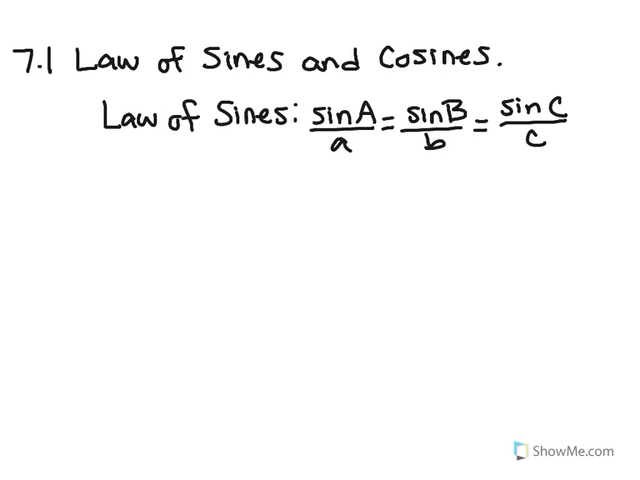 7.1 Law of Sines and Cosines.
Law of Sines: sinA/a = sinB/b = sinC/c
ShowMe.com